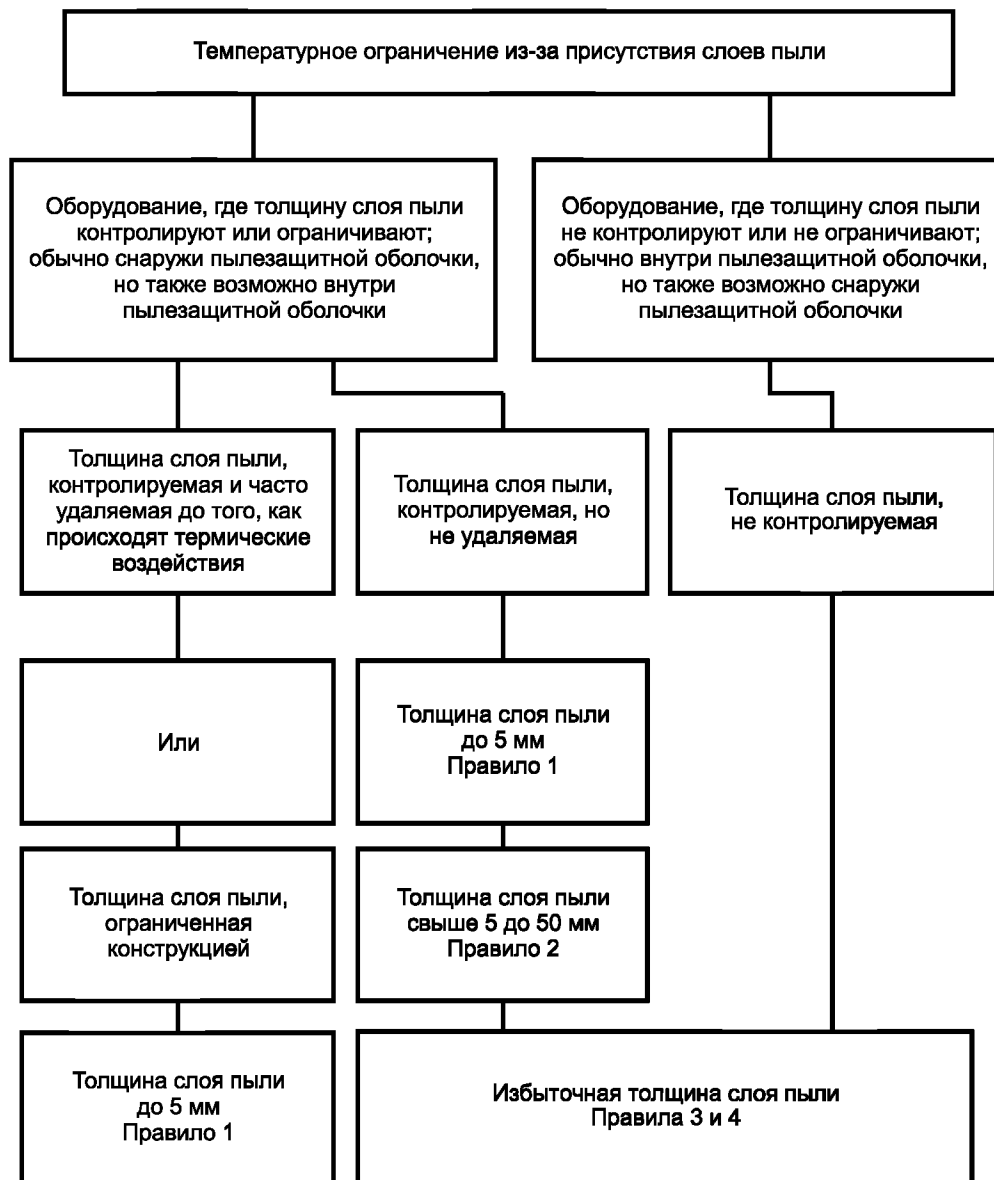 Температурное ограничение из-за присутствия слоев пыли
Оборудование, где толщину слоя пыли
контролируют или ограничивают;
обычно снаружи пылезащитной оболочки,
но также возможно внутри
пылезащитной оболочки
Оборудование, где толщину слоя пыли
не контролируют или не ограничивают;
обычно внутри пылезащитной оболочки,
но также возможно снаружи
пылезащитной оболочки
Толщина слоя пыли,
контролируемая и часто
удаляемая до того, как
происходят термические
воздействия
Толщина слоя пыли,
контролируемая, но
не удаляемая
Толщина слоя пыли,
не контролируемая
Или
Толщина слоя пыли
до 5 мм
Правило 1
Толщина слоя пыли,
ограниченная
конструкцией
Толщина слоя пыли
свыше 5 до 50 мм
Правило 2
Толщина слоя пыли
до 5 мм
Правило 1
Избыточная толщина слоя пыли
Правила 3 и 4